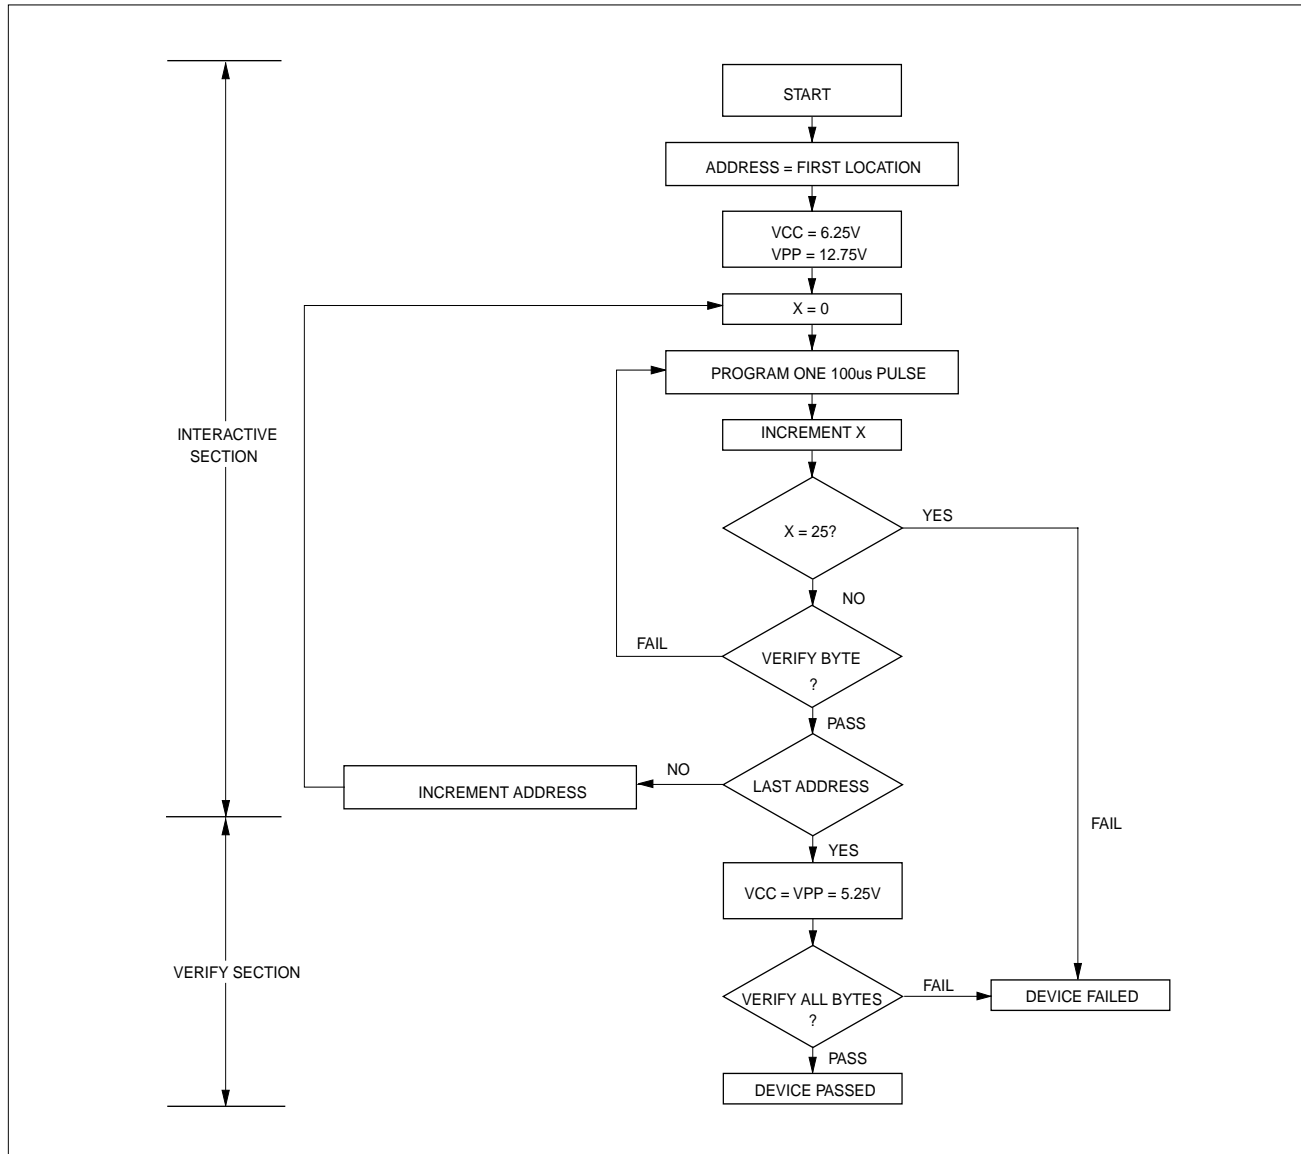 START
ADDRESS = FIRST LOCATION
VCC = 6.25V
VPP = 12.75V
X = 0
PROGRAM ONE 100us PULSE
INCREMENT X
INTERACTIVE
SECTION
X = 25?
YES
NO
FAIL
VERIFY BYTE
?
PASS
NO
LAST ADDRESS
INCREMENT ADDRESS
FAIL
YES
VCC = VPP = 5.25V
VERIFY SECTION
VERIFY ALL BYTES
?
FAIL
DEVICE FAILED
PASS
DEVICE PASSED